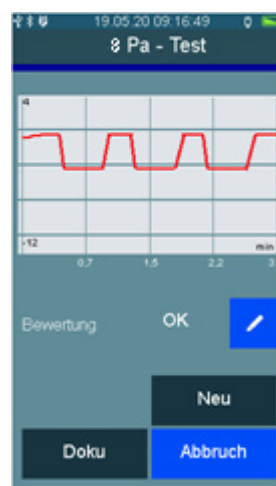 19.05.20 09:16:49
8 Pa - Test
4
-12
min
0,7 1,5 2,2 3,
Bewertung OK
Neu
Doku Abbruch